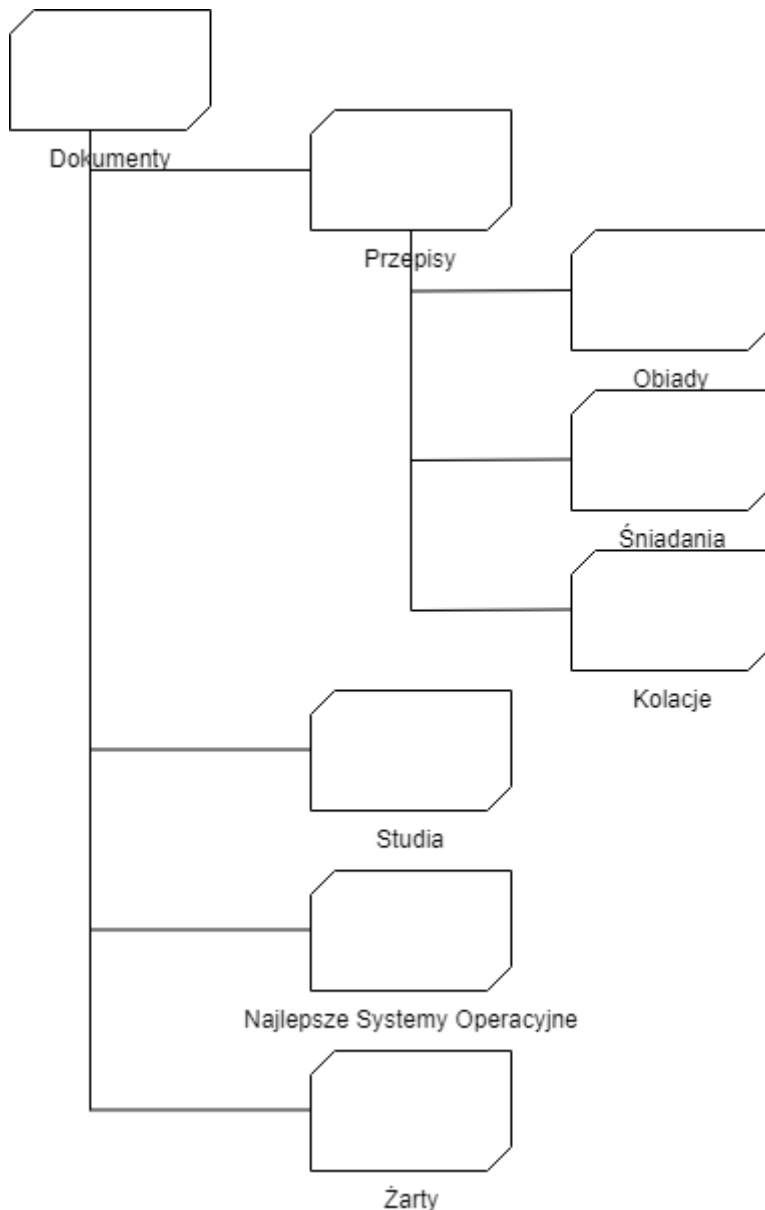 Dokumenty
Przepisy
Obiady
Śniadania
Kolacje
Studia
Najlepsze Systemy Operacyjne
Żarty